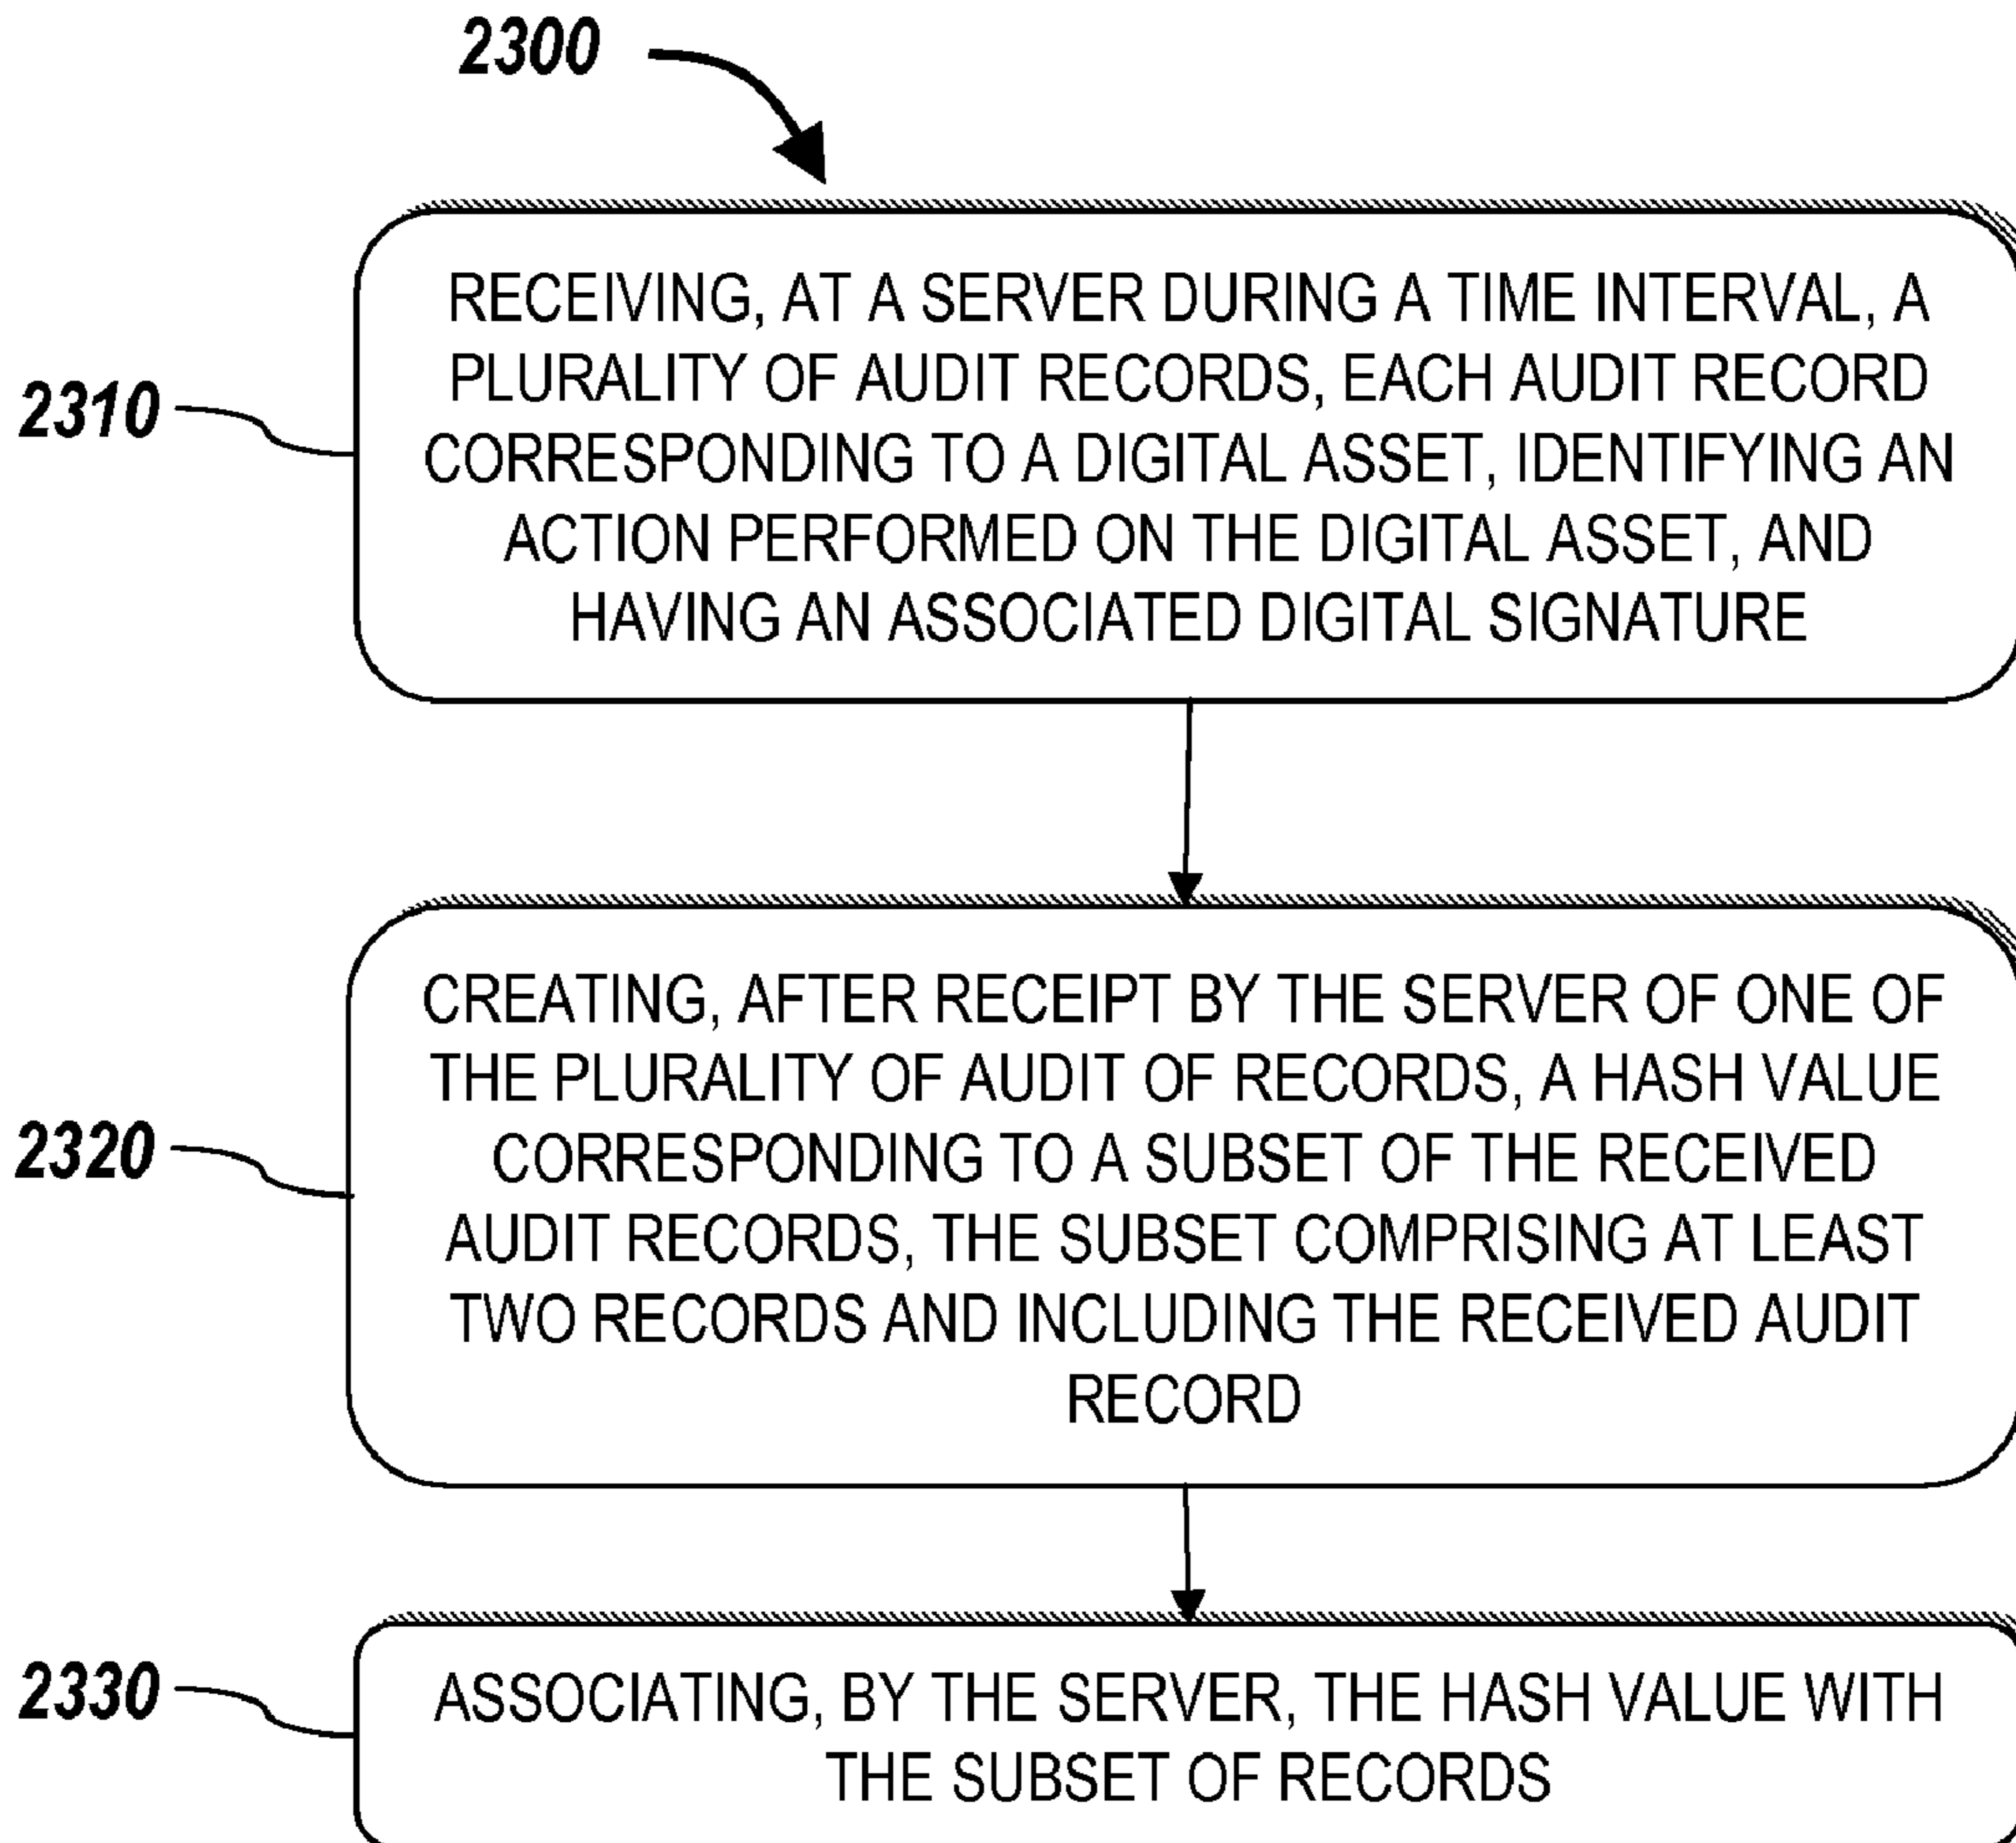 2300
RECEIVING, AT A SERVER DURING A TIME INTERVAL, A
PLURALITY OF AUDIT RECORDS, EACH AUDIT RECORD
2310
CORRESPONDING TO A DIGITAL ASSET, IDENTIFYING AN
ACTION PERFORMED ON THE DIGITAL ASSET, AND
HAVING AN ASSOCIATED DIGITAL SIGNATURE
CREATING, AFTER RECEIPT BY THE SERVER OF ONE OF
THE PLURALITY OF AUDIT OF RECORDS, A HASH VALUE
2320
CORRESPONDING TO A SUBSET OF THE RECEIVED
AUDIT RECORDS, THE SUBSET COMPRISING AT LEAST
TWO RECORDS AND INCLUDING THE RECEIVED AUDIT
RECORD
2330
ASSOCIATING, BY THE SERVER, THE HASH VALUE WITH
THE SUBSET OF RECORDS